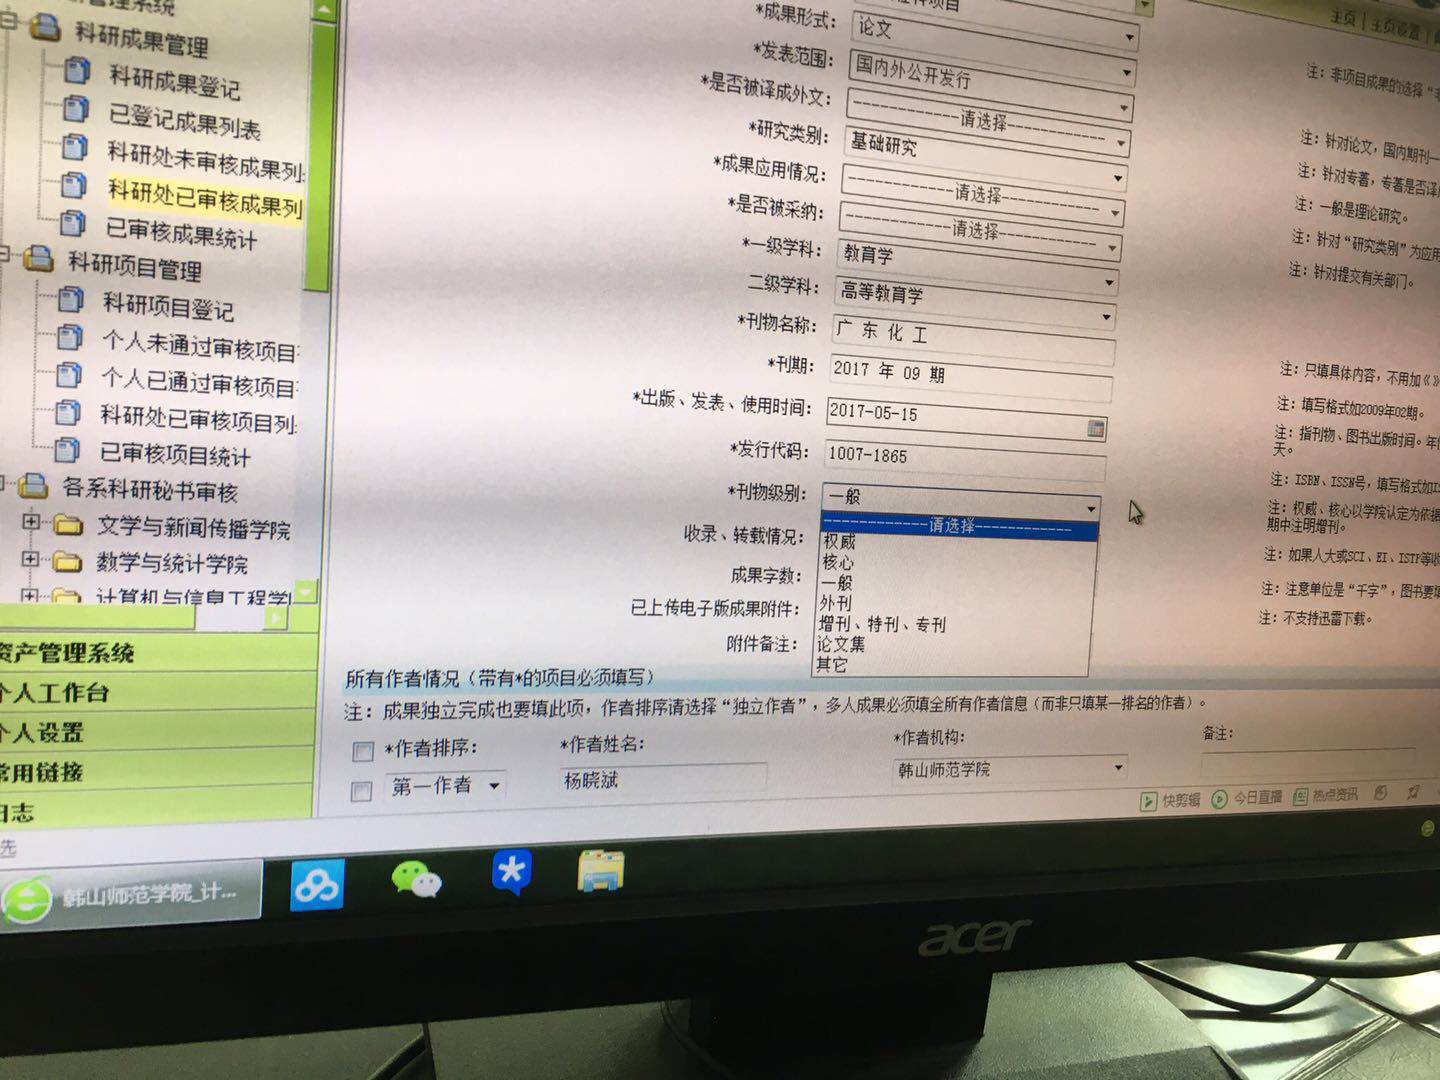 管理系统
科研成果管理
科研成果登记
已登记成果列表
科研处未审核成果列
科研处已审核成果列
已审核成果统计
科研项目管理
科研项目登记
个人未通过审核项目
个人已通过审核项目
科研处已审核项目列
已审核项目统计
各系科研秘书审核
文学与新闻传播学院
数学与统计学院
计算机与信息工程学
资产管理系统
个人工作台
个人设置
常用链接
日志
先
主页 | 主页设置 |
*成果形式： 论文
*发表范围： 国内外公开发行
注：非项目成果的选择“
*是否被译成外文： ------------请选择------------
*研究类别： 基础研究
注：针对论文，国内期刊一
*成果应用情况： ------------请选择------------
注：针对专著，专著是否译
*是否被采纳： ------------请选择------------
注：一般是理论研究。
*一级学科： 教育学
注：针对“研究类别”为应用
二级学科： 高等教育学
注：针对提交有关部门。
*刊物名称： 广 东 化 工
*刊期： 2017 年 09 期
注：只填具体内容，不用加《》
*出版、发表、使用时间： 2017-05-15
注：填写格式如2009年02期。
*发行代码： 1007-1865
注：指刊物、图书出版时间。年
天。
*刊物级别： 一般
注：ISBN、ISSN号，填写格式如IS
------------请选择------------
权威
核心
一般
外刊
增刊、特刊、专刊
论文集
其它
注：权威、核心以学院认定为依据
期中注明增刊。
收录、转载情况：
注：如果人大或SCI、EI、ISTP等收
成果字数：
注：注意单位是“千字”，图书要
已上传电子版成果附件：
注：不支持迅雷下载。
附件备注：
所有作者情况（带有*的项目必须填写）
注：成果独立完成也要填此项，作者排序请选择“独立作者”，多人成果必须填全所有作者信息（而非只填某一排名的作者）。
*作者排序： *作者姓名： *作者机构： 备注：
第一作者 杨晓斌 韩山师范学院
快剪辑 今日直播 热点资讯
韩山师范学院_计...
acer